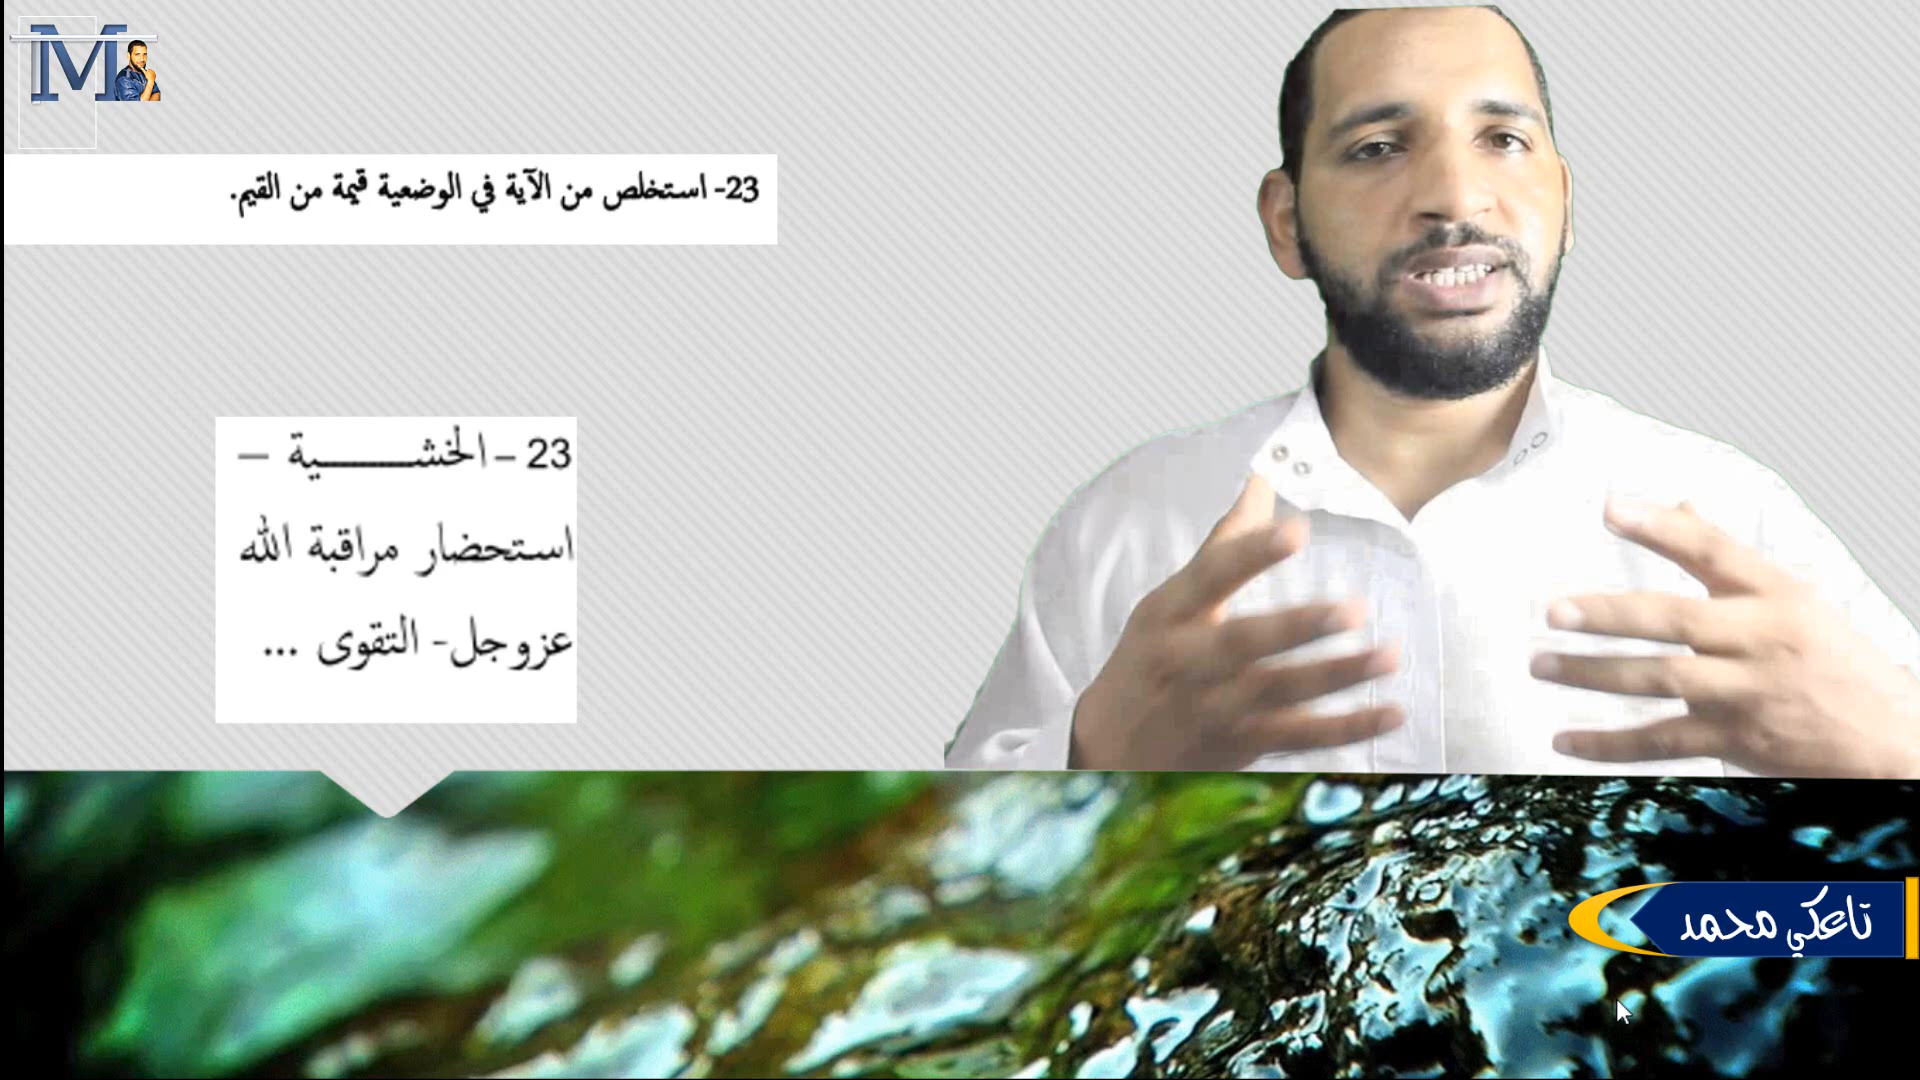 M
23- استخلص من الآية في الوضعية قيمة من القيم.
23 – الخشـــــية –
استحضار مراقبة الله
عزوجل- التقوى ...
تاعكي محمد